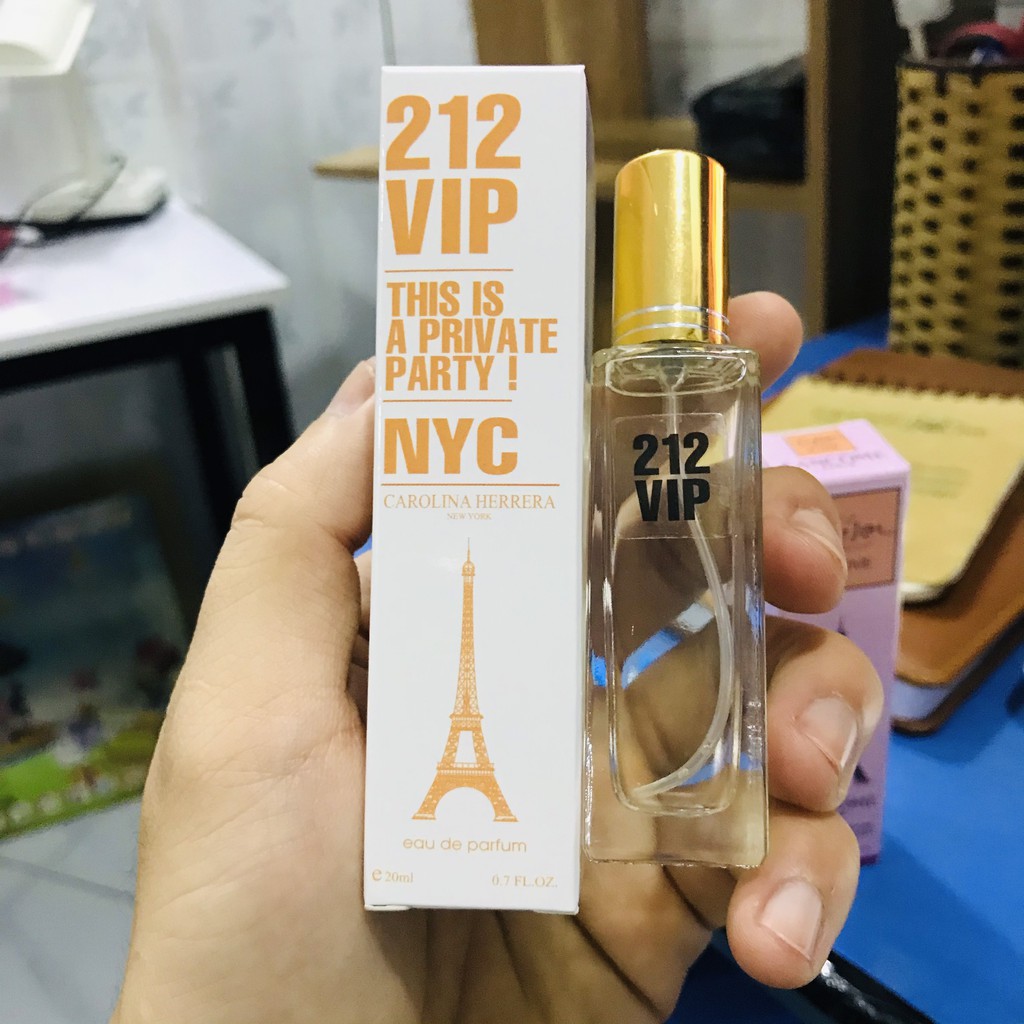 212
VIP
THIS IS
A PRIVATE
PARTY !
NYC
CAROLINA HERRERA
NEW YORK
eau de parfum
e 20ml
0.7 FL.OZ.
212
VIP